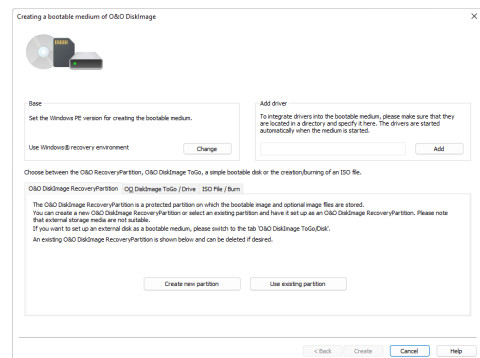 Creating a bootable medium of O&O DiskImage
Base
Set the Windows PE version for creating the bootable medium.
Use Windows® recovery environment
Change
Add driver
To integrate drivers into the bootable medium, please make sure that they
are located in a directory and specify it here. The drivers are started
automatically when the medium is started.
Add
Choose between the O&O RecoveryPartition, O&O DiskImage ToGo, a simple bootable disk or the creation/burning of an ISO file.
O&O DiskImage RecoveryPartition
OO DiskImage ToGo / Drive
ISO File / Burn
The O&O DiskImage RecoveryPartition is a protected partition on which the bootable image and optional image files are stored.
You can create a new O&O DiskImage RecoveryPartition or select an existing partition and have it set up as an O&O DiskImage RecoveryPartition. Please note
that external storage media are not suitable.
If you want to set up an external disk as a bootable medium, please switch to the tab 'O&O DiskImage ToGo/Disk'.
An existing O&O DiskImage RecoveryPartition is shown below and can be deleted if desired.
Create new partition
Use existing partition
< Back
Create
Cancel
Help